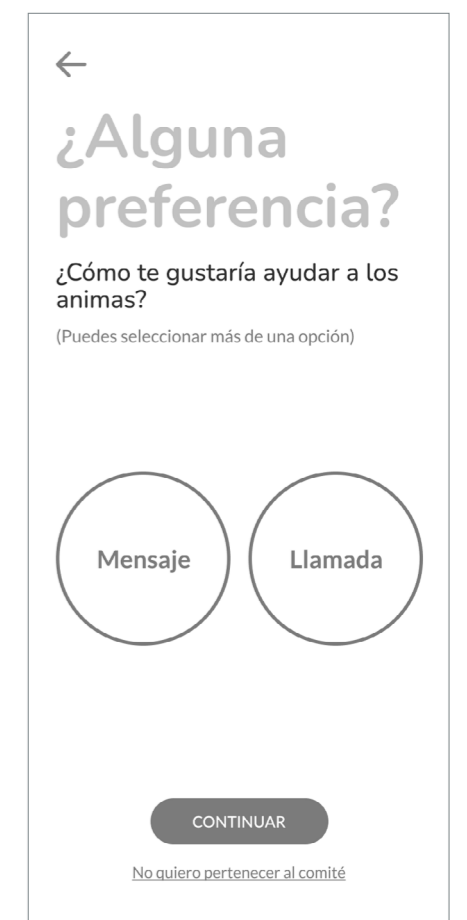 ¿Alguna
preferencia?
¿Cómo te gustaría ayudar a los
animas?
(Puedes seleccionar más de una opción)
Mensaje
Llamada
CONTINUAR
No quiero pertenecer al comité